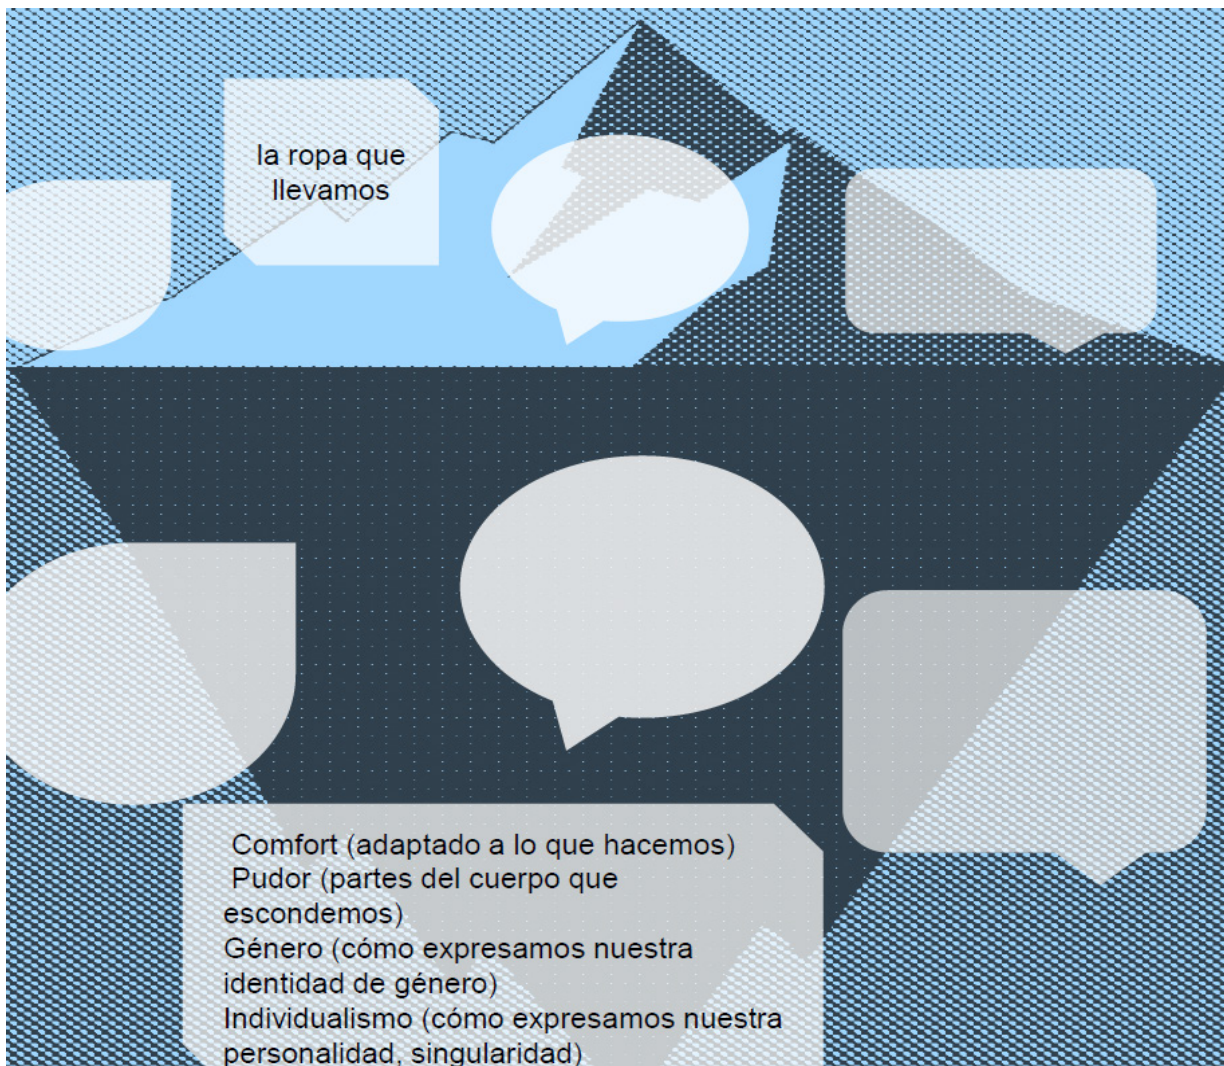 la ropa que
llevamos
Comfort (adaptado a lo que hacemos)
Pudor (partes del cuerpo que
escondemos)
Género (cómo expresamos nuestra
identidad de género)
Individualismo (cómo expresamos nuestra
personalidad, singularidad)